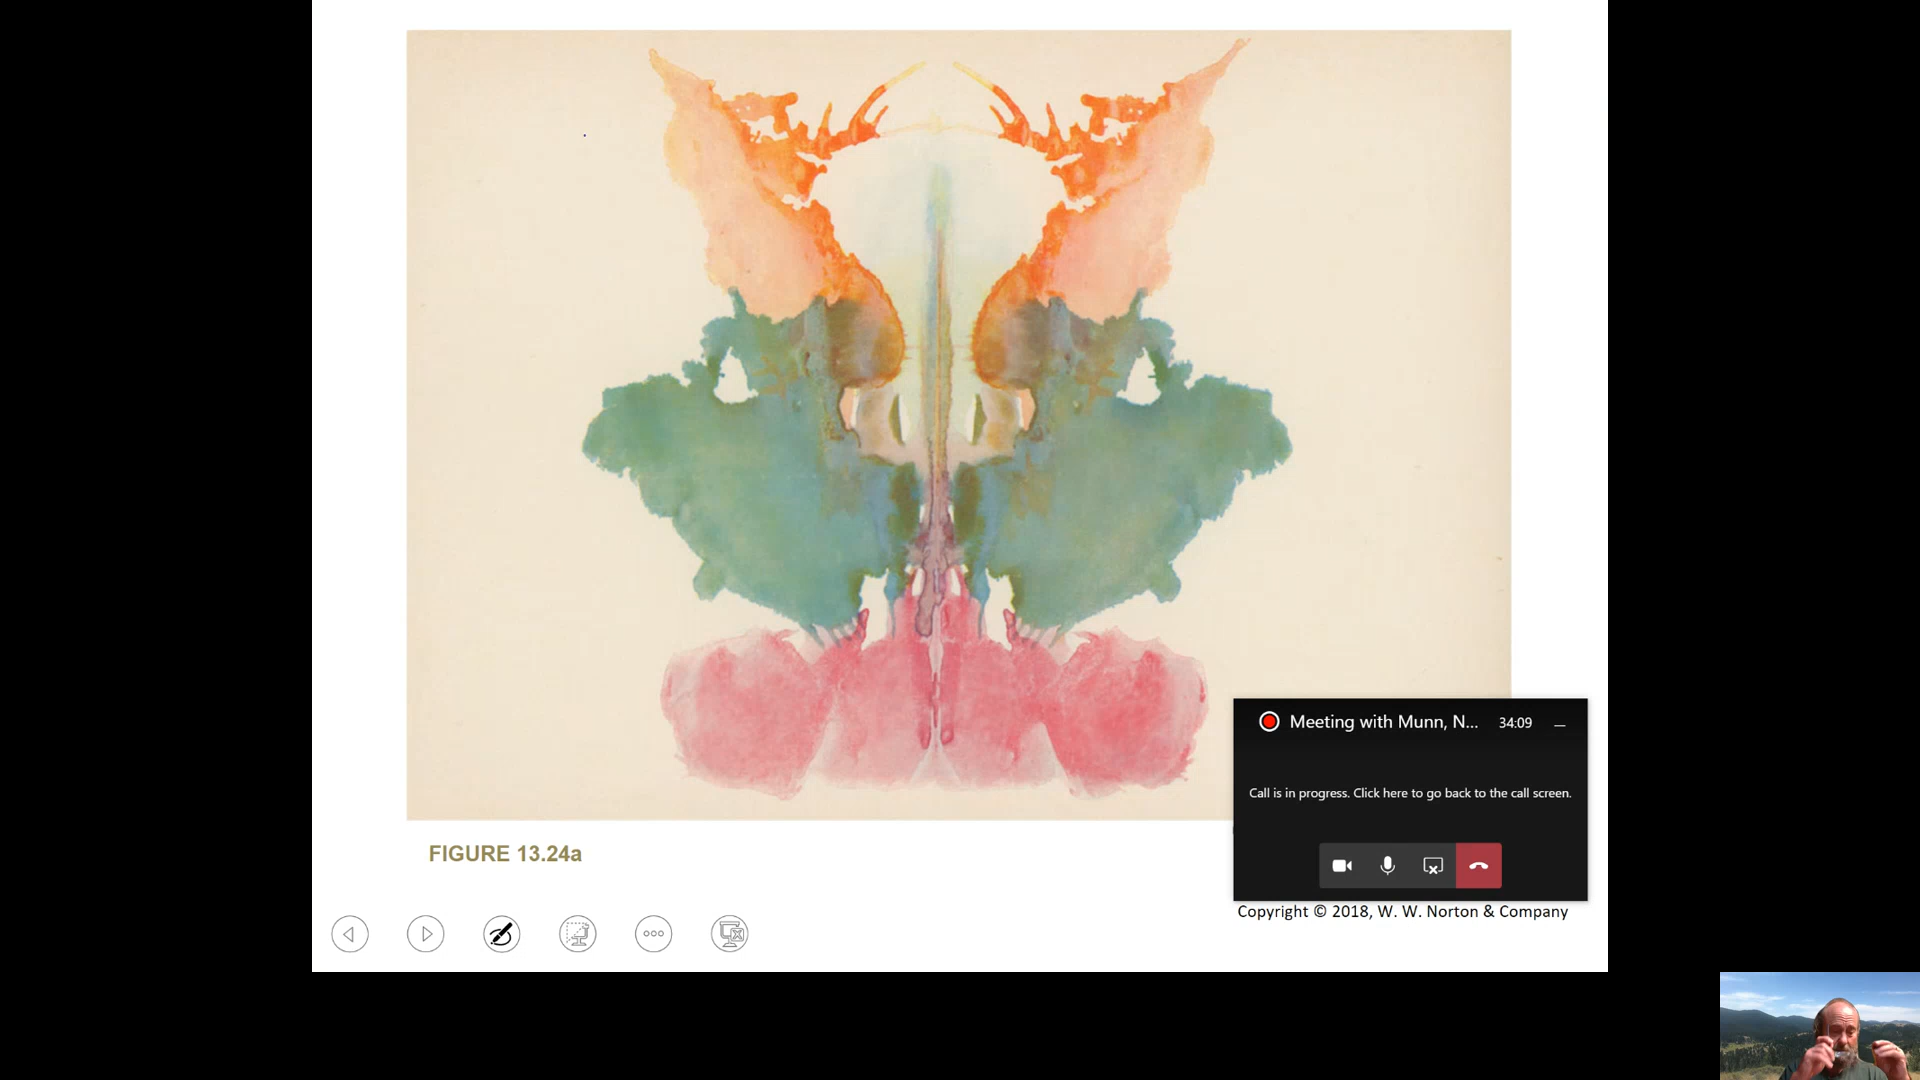 Meeting with Munn, N... 34:09
Call is in progress. Click here to go back to the call screen.
FIGURE 13.24a
Copyright © 2018, W. W. Norton & Company